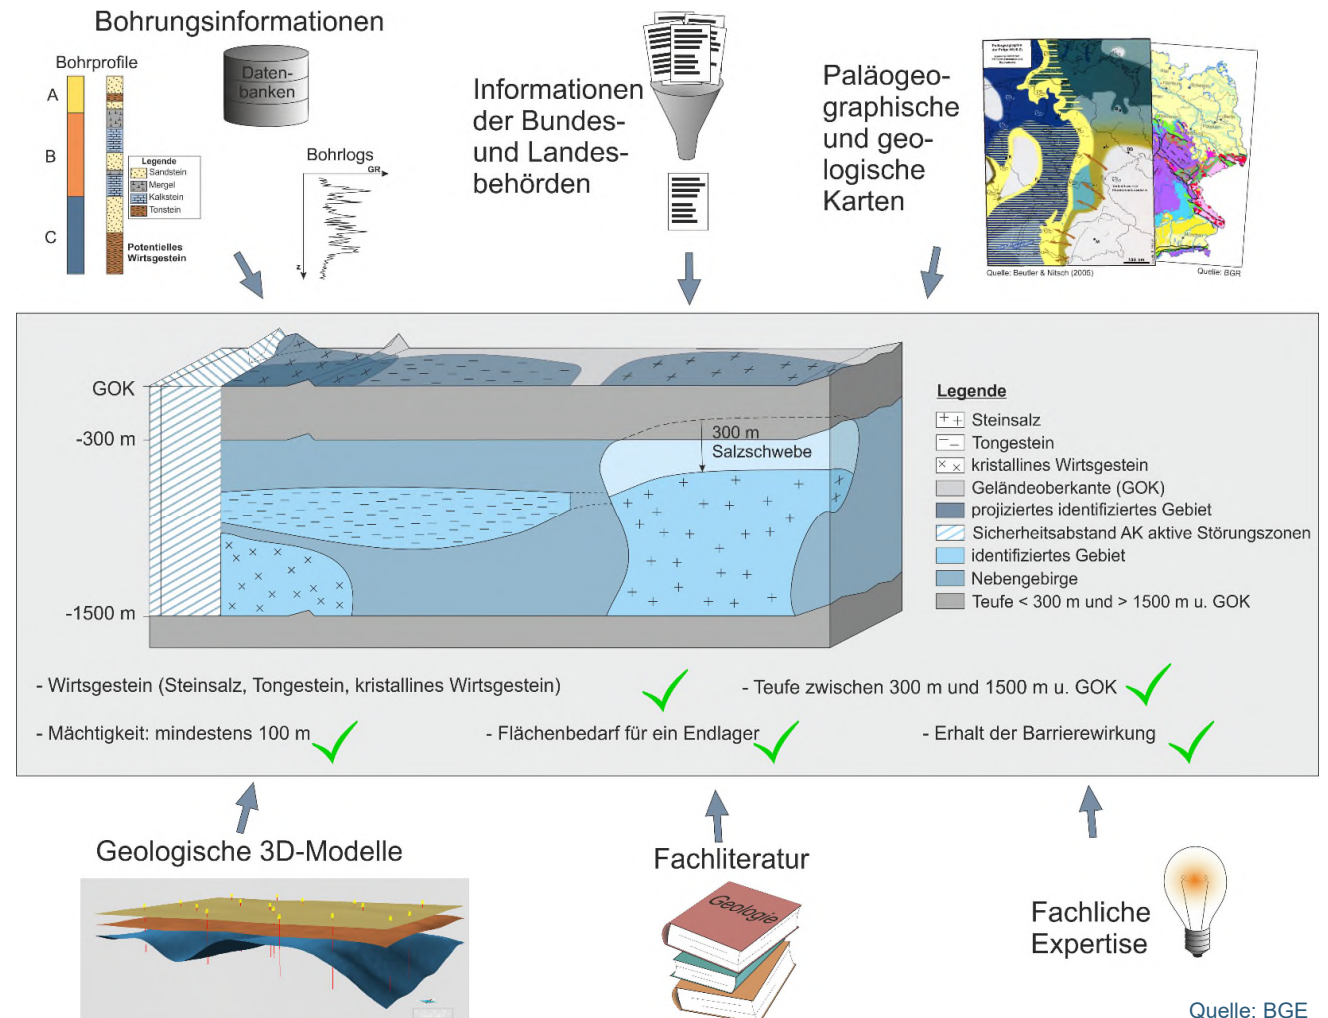 Bohrungsinformationen
Bohrprofile
A
B
C
Legende
Sandstein
Mergel
Kalkstein
Tonstein
Potentielles
Wirtsgestein
Daten-
banken
Bohrlogs
GR
z
Informationen
der Bundes-
und Landes-
behörden
Paläogeo-
graphische
und geo-
logische
Karten
Quelle: Beutler & Nitsch (2005)
Quelle: BGR
GOK
-300 m
-1500 m
300 m
Salzschwebe
Legende
Steinsalz
Tongestein
kristallines Wirtsgestein
Geländeoberkante (GOK)
projiziertes identifiziertes Gebiet
Sicherheitsabstand AK aktive Störungszonen
identifiziertes Gebiet
Nebengebirge
Teufe < 300 m und > 1500 m u. GOK
- Wirtsgestein (Steinsalz, Tongestein, kristallines Wirtsgestein)
- Teufe zwischen 300 m und 1500 m u. GOK
- Mächtigkeit: mindestens 100 m
- Flächenbedarf für ein Endlager
- Erhalt der Barrierewirkung
Geologische 3D-Modelle
Fachliteratur
Geologie
Fachliche
Expertise
Quelle: BGE